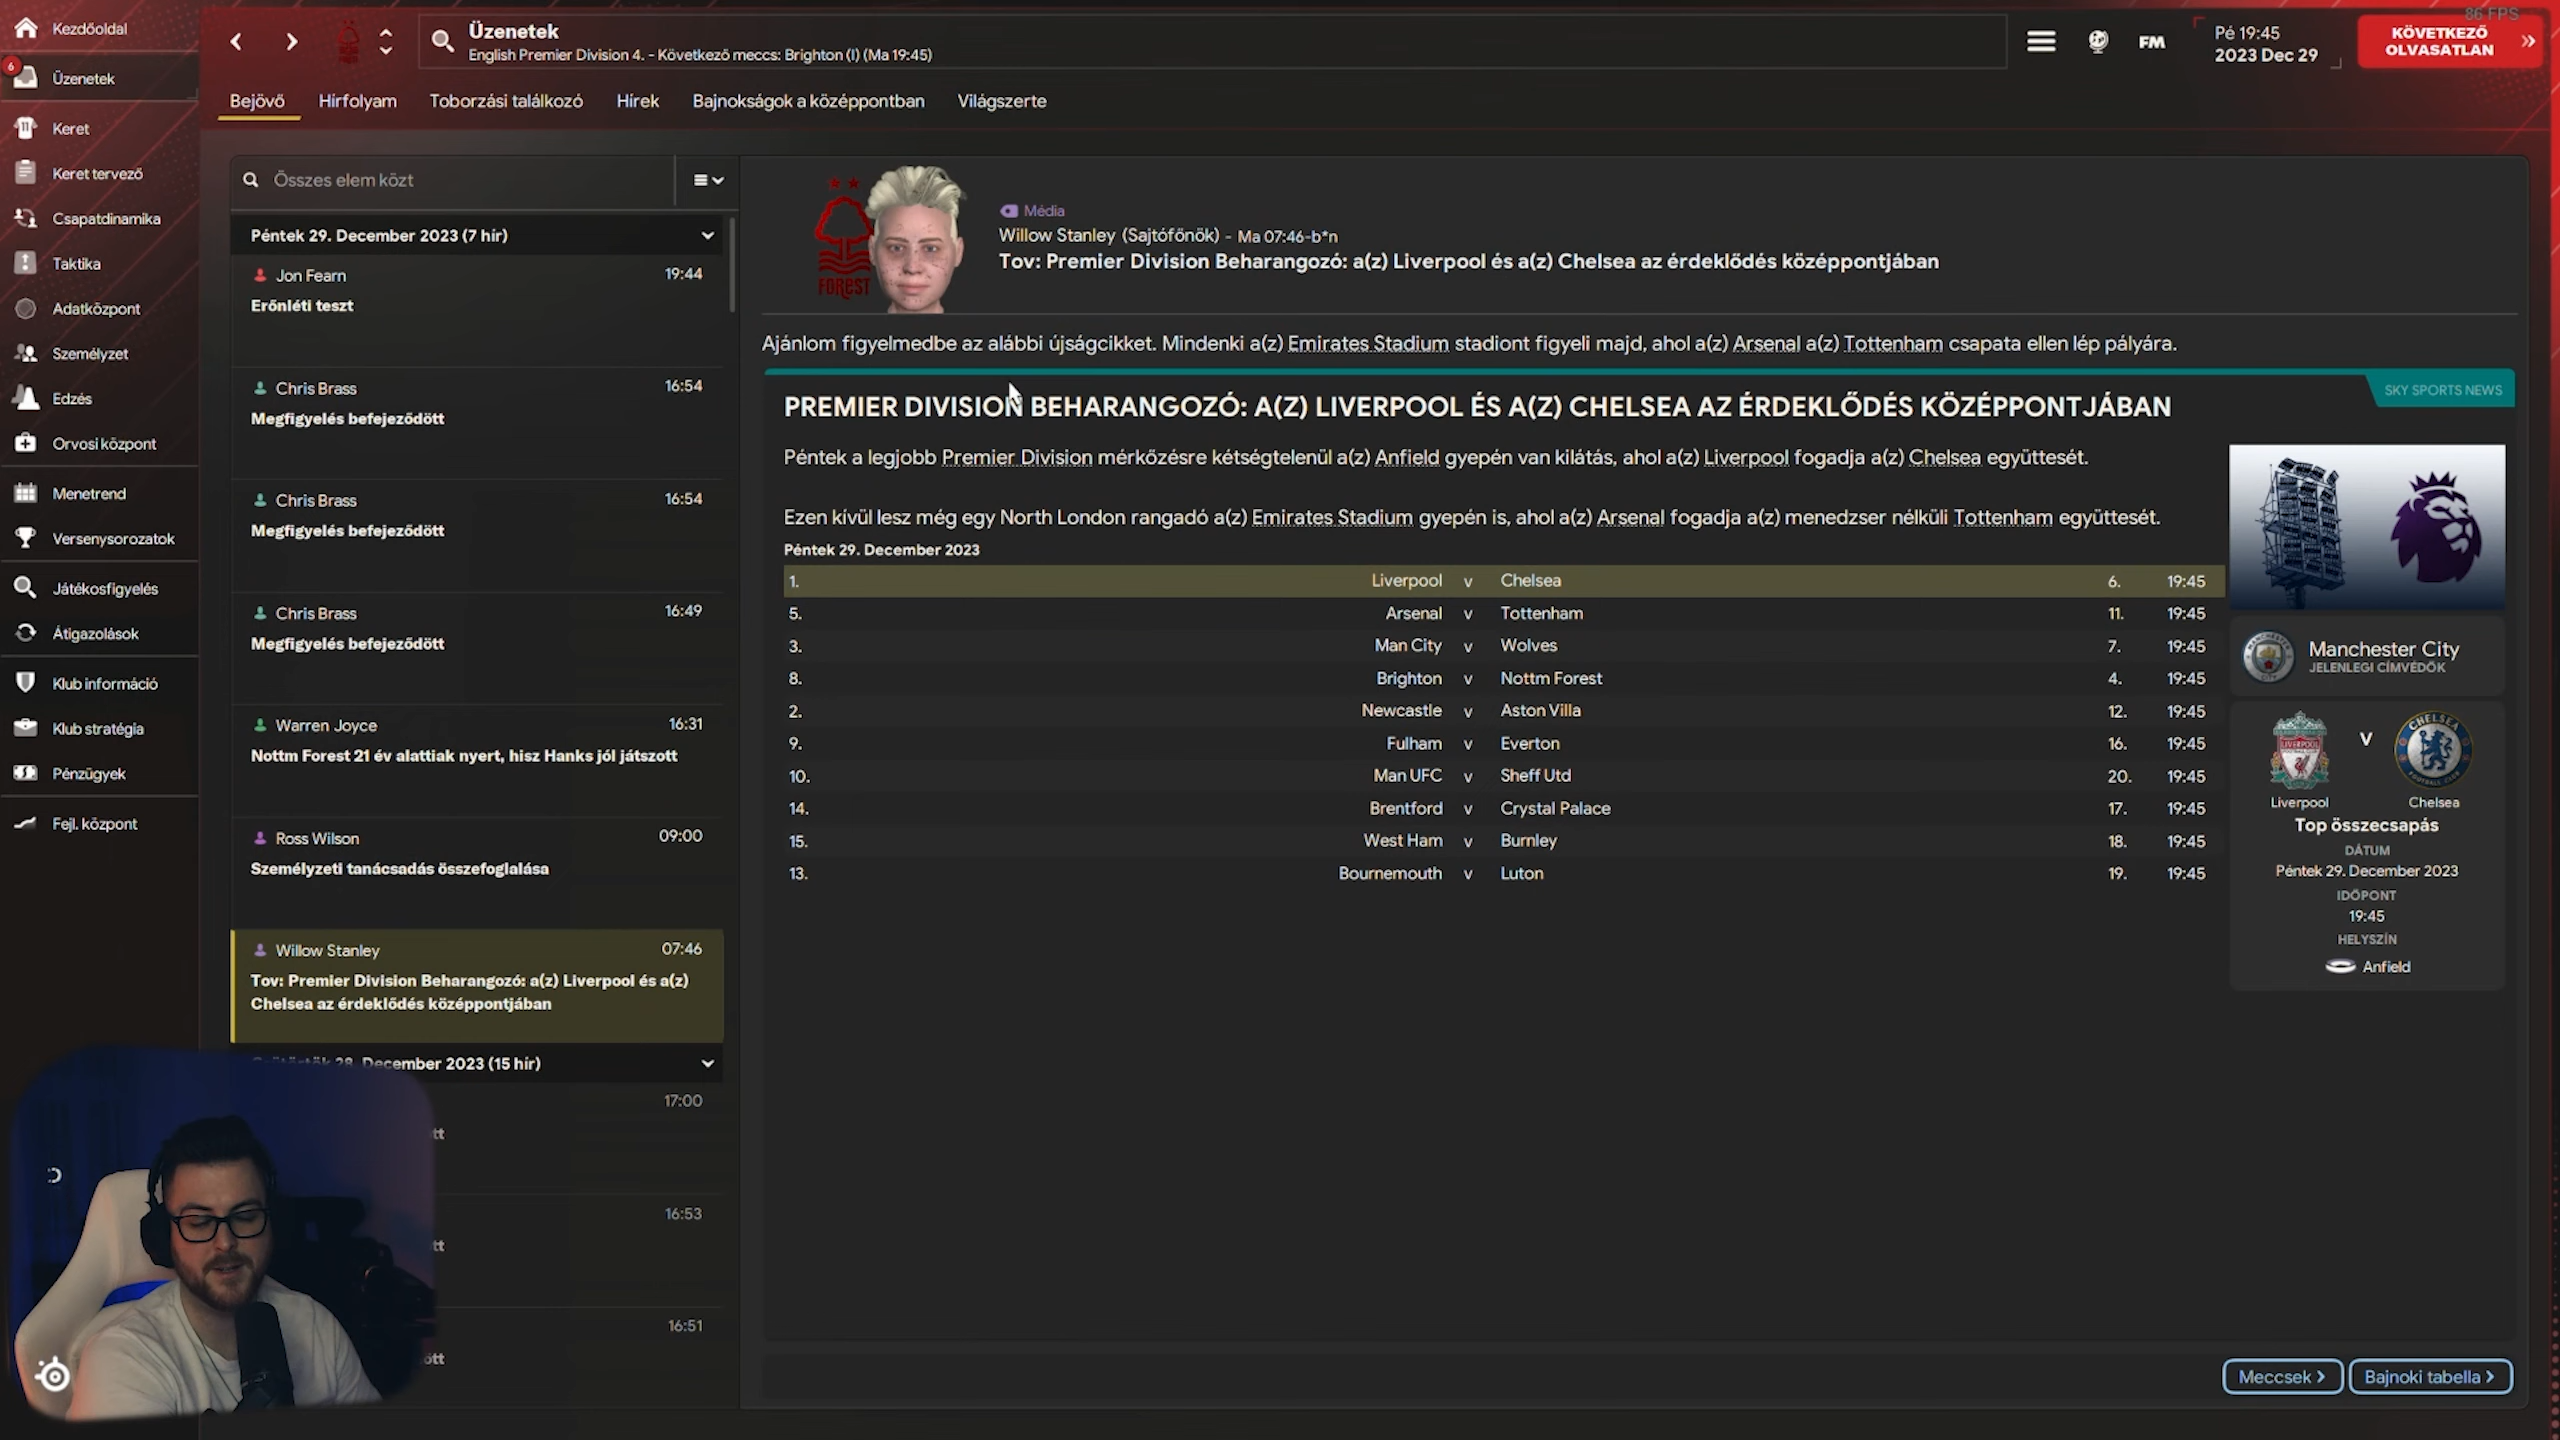 Kezdőoldal
6
Üzenetek
Keret
Keret tervező
Csapatdinamika
Taktika
Adatközpont
Személyzet
Edzés
Orvosi központ
Menetrend
Versenysorozatok
Játékosfigyelés
Átigazolások
Klub információ
Klub stratégia
Pénzügyek
Fejl. központ
Üzenetek
English Premier Division 4. - Következő meccs: Brighton (I) (Ma 19:45)
FM
86 FPS
Pé 19:45
2023 Dec 29
KÖVETKEZŐ
OLVASATLAN
Bejövő Hírfolyam Toborzási találkozó Hírek Bajnokságok a középpontban Világszerte
Összes elem közt
Péntek 29. December 2023 (7 hír)
Jon Fearn 19:44
Erőnléti teszt
Chris Brass 16:54
Megfigyelés befejeződött
Chris Brass 16:54
Megfigyelés befejeződött
Chris Brass 16:49
Megfigyelés befejeződött
Warren Joyce 16:31
Nottm Forest 21 év alattiak nyert, hisz Hanks jól játszott
Ross Wilson 09:00
Személyzeti tanácsadás összefoglalása
Willow Stanley 07:46
Tov: Premier Division Beharangozó: a(z) Liverpool és a(z)
Chelsea az érdeklődés középpontjában
28. December 2023 (15 hír)
17:00
16:53
16:51
FOREST
Média
Willow Stanley (Sajtófőnök) - Ma 07:46-b*n
Tov: Premier Division Beharangozó: a(z) Liverpool és a(z) Chelsea az érdeklődés középpontjában
Ajánlom figyelmedbe az alábbi újságcikket. Mindenki a(z) Emirates Stadium stadiont figyeli majd, ahol a(z) Arsenal a(z) Tottenham csapata ellen lép pályára.
SKY SPORTS NEWS
PREMIER DIVISION BEHARANGOZÓ: A(Z) LIVERPOOL ÉS A(Z) CHELSEA AZ ÉRDEKLŐDÉS KÖZÉPPONTJÁBAN
Péntek a legjobb Premier Division mérkőzésre kétségtelenül a(z) Anfield gyepén van kilátás, ahol a(z) Liverpool fogadja a(z) Chelsea együttesét.
Ezen kívül lesz még egy North London rangadó a(z) Emirates Stadium gyepén is, ahol a(z) Arsenal fogadja a(z) menedzser nélküli Tottenham együttesét.
Péntek 29. December 2023
1. Liverpool v Chelsea 6. 19:45
5. Arsenal v Tottenham 11. 19:45
3. Man City v Wolves 7. 19:45
8. Brighton v Nottm Forest 4. 19:45
2. Newcastle v Aston Villa 12. 19:45
9. Fulham v Everton 16. 19:45
10. Man UFC v Sheff Utd 20. 19:45
14. Brentford v Crystal Palace 17. 19:45
15. West Ham v Burnley 18. 19:45
13. Bournemouth v Luton 19. 19:45
Manchester City
JELENLEGI CÍMVÉDŐK
V
Liverpool Chelsea
Top összecsapás
DÁTUM
Péntek 29. December 2023
IDŐPONT
19:45
HELYSZÍN
Anfield
Meccsek
Bajnoki tabella